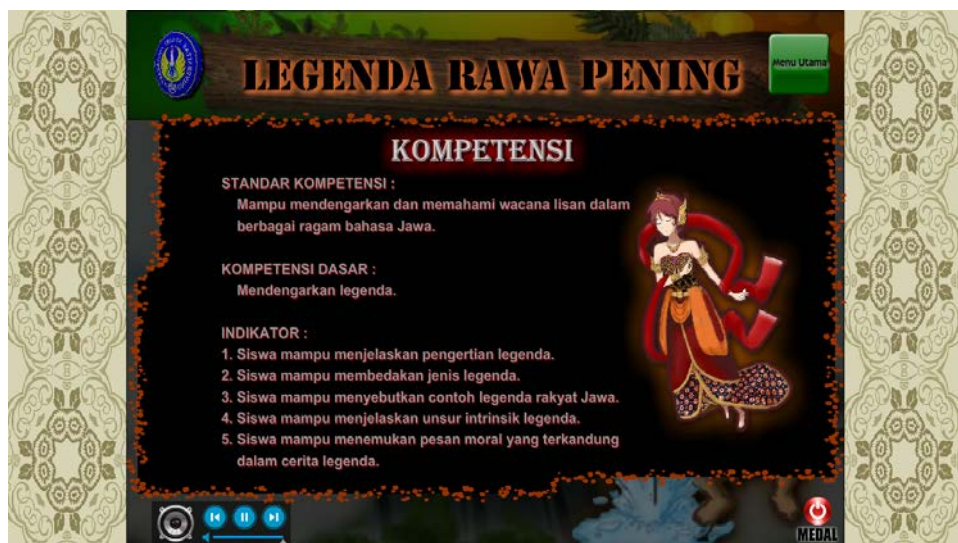 LEGENDA RAWA PENING
Menu Utama
KOMPETENSI
STANDAR KOMPETENSI :
Mampu mendengarkan dan memahami wacana lisan dalam
berbagai ragam bahasa Jawa.
KOMPETENSI DASAR :
Mendengarkan legenda.
INDIKATOR :
1. Siswa mampu menjelaskan pengertian legenda.
2. Siswa mampu membedakan jenis legenda.
3. Siswa mampu menyebutkan contoh legenda rakyat Jawa.
4. Siswa mampu menjelaskan unsur intrinsik legenda.
5. Siswa mampu menemukan pesan moral yang terkandung
dalam cerita legenda.
MEDAL